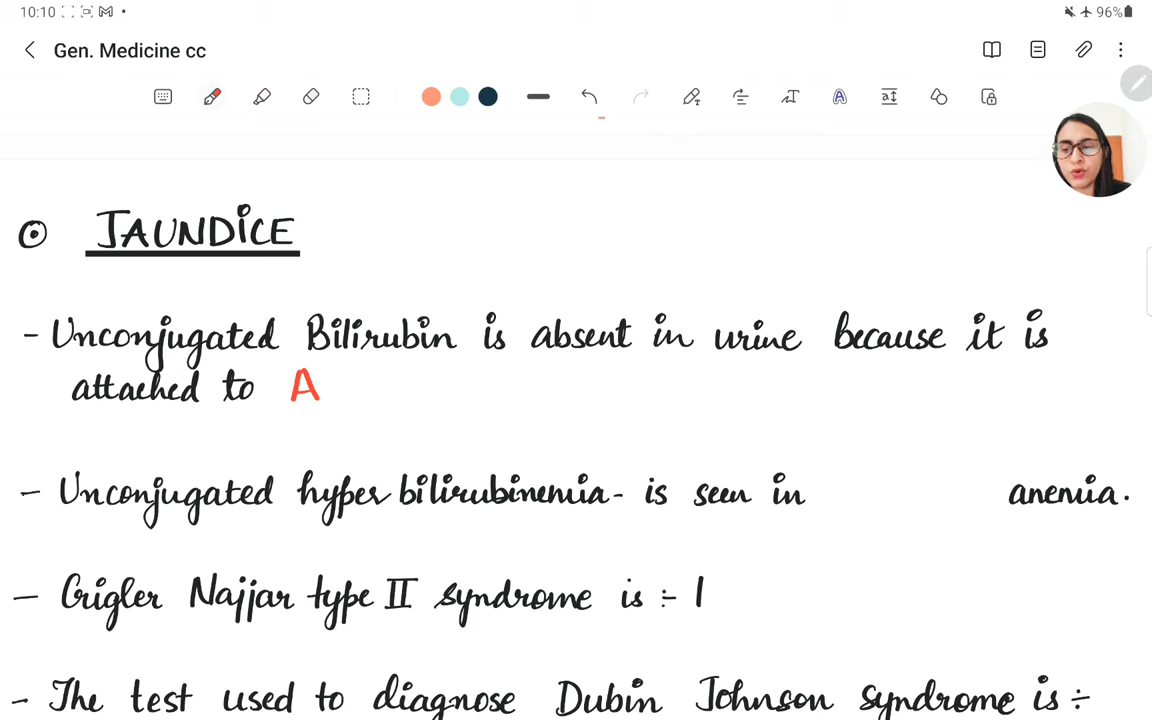 10:10
96%
Gen. Medicine cc
JAUNDICE
- Unconjugated Bilirubin is absent in urine because it is
attached to A
- Unconjugated hyperbilirubinemia - is seen in anemia.
- Crigler Najjar type II syndrome is :- 1
- The test used to diagnose Dubin Johnson syndrome is :-